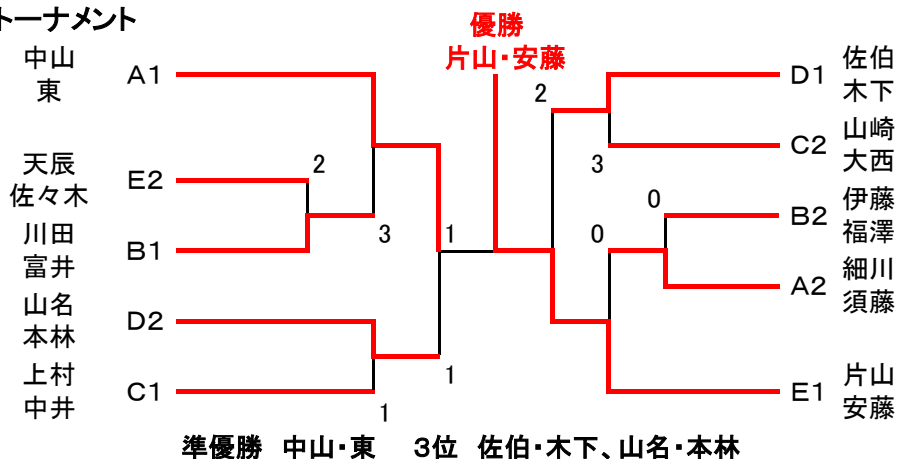 トーナメント
優勝
片山・安藤
中山
東
A1
天辰
佐々木
E2
2
川田
富井
B1
3
山名
本林
D2
上村
中井
C1
1
1
1
2
佐伯
木下
D1
3
山崎
大西
C2
0
伊藤
福澤
B2
0
細川
須藤
A2
片山
安藤
E1
準優勝 中山・東 3位 佐伯・木下、山名・本林